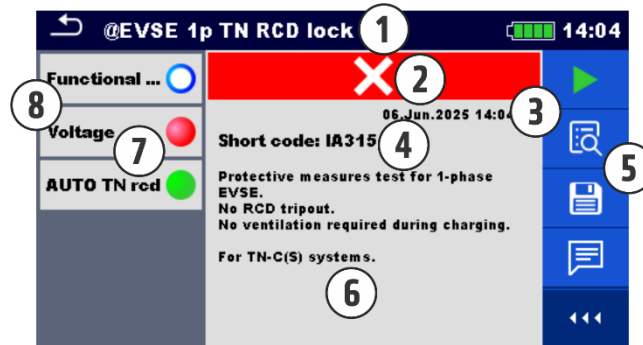 @EVSE 1p TN RCD lock
14:04
1
2
3
4
5
6
7
8
Functional ...
Voltage
AUTO TN rcd
06.Jun.2025 14:04
Short code: IA315
Protective measures test for 1-phase
EVSE.
No RCD tripout.
No ventilation required during charging.
For TN-C(S) systems.